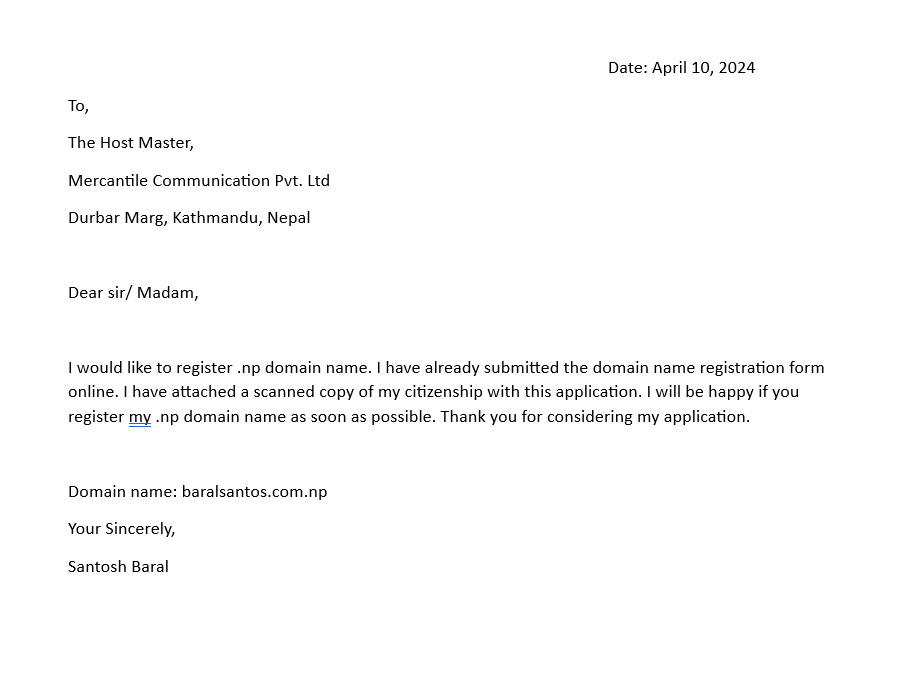 Date: April 10, 2024
To,
The Host Master,
Mercantile Communication Pvt. Ltd
Durbar Marg, Kathmandu, Nepal
Dear sir/ Madam,
I would like to register .np domain name. I have already submitted the domain name registration form
online. I have attached a scanned copy of my citizenship with this application. I will be happy if you
register my .np domain name as soon as possible. Thank you for considering my application.
Domain name: baralsantos.com.np
Your Sincerely,
Santosh Baral